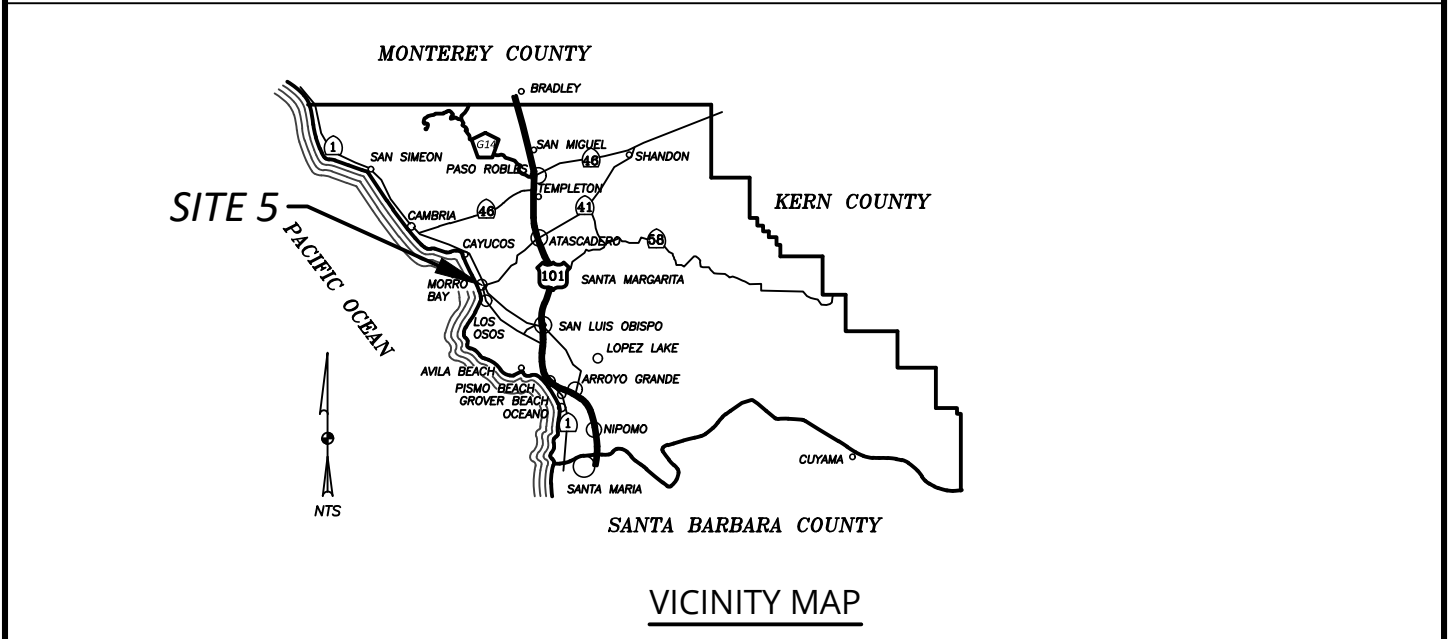 MONTEREY COUNTY
BRADLEY
1
SAN SIMEON
G14
SAN MIGUEL
46
SHANDON
PASO ROBLES
TEMPLETON
KERN COUNTY
SITE 5
46
41
CAMBRIA
CAYUCOS
ATASCADERO
58
PACIFIC OCEAN
101
SANTA MARGARITA
MORRO
BAY
LOS
OSOS
SAN LUIS OBISPO
LOPEZ LAKE
AVILA BEACH
ARROYO GRANDE
PISMO BEACH
GROVER BEACH
OCEANO
1
NIPOMO
CUYAMA
SANTA MARIA
NTS
SANTA BARBARA COUNTY
VICINITY MAP